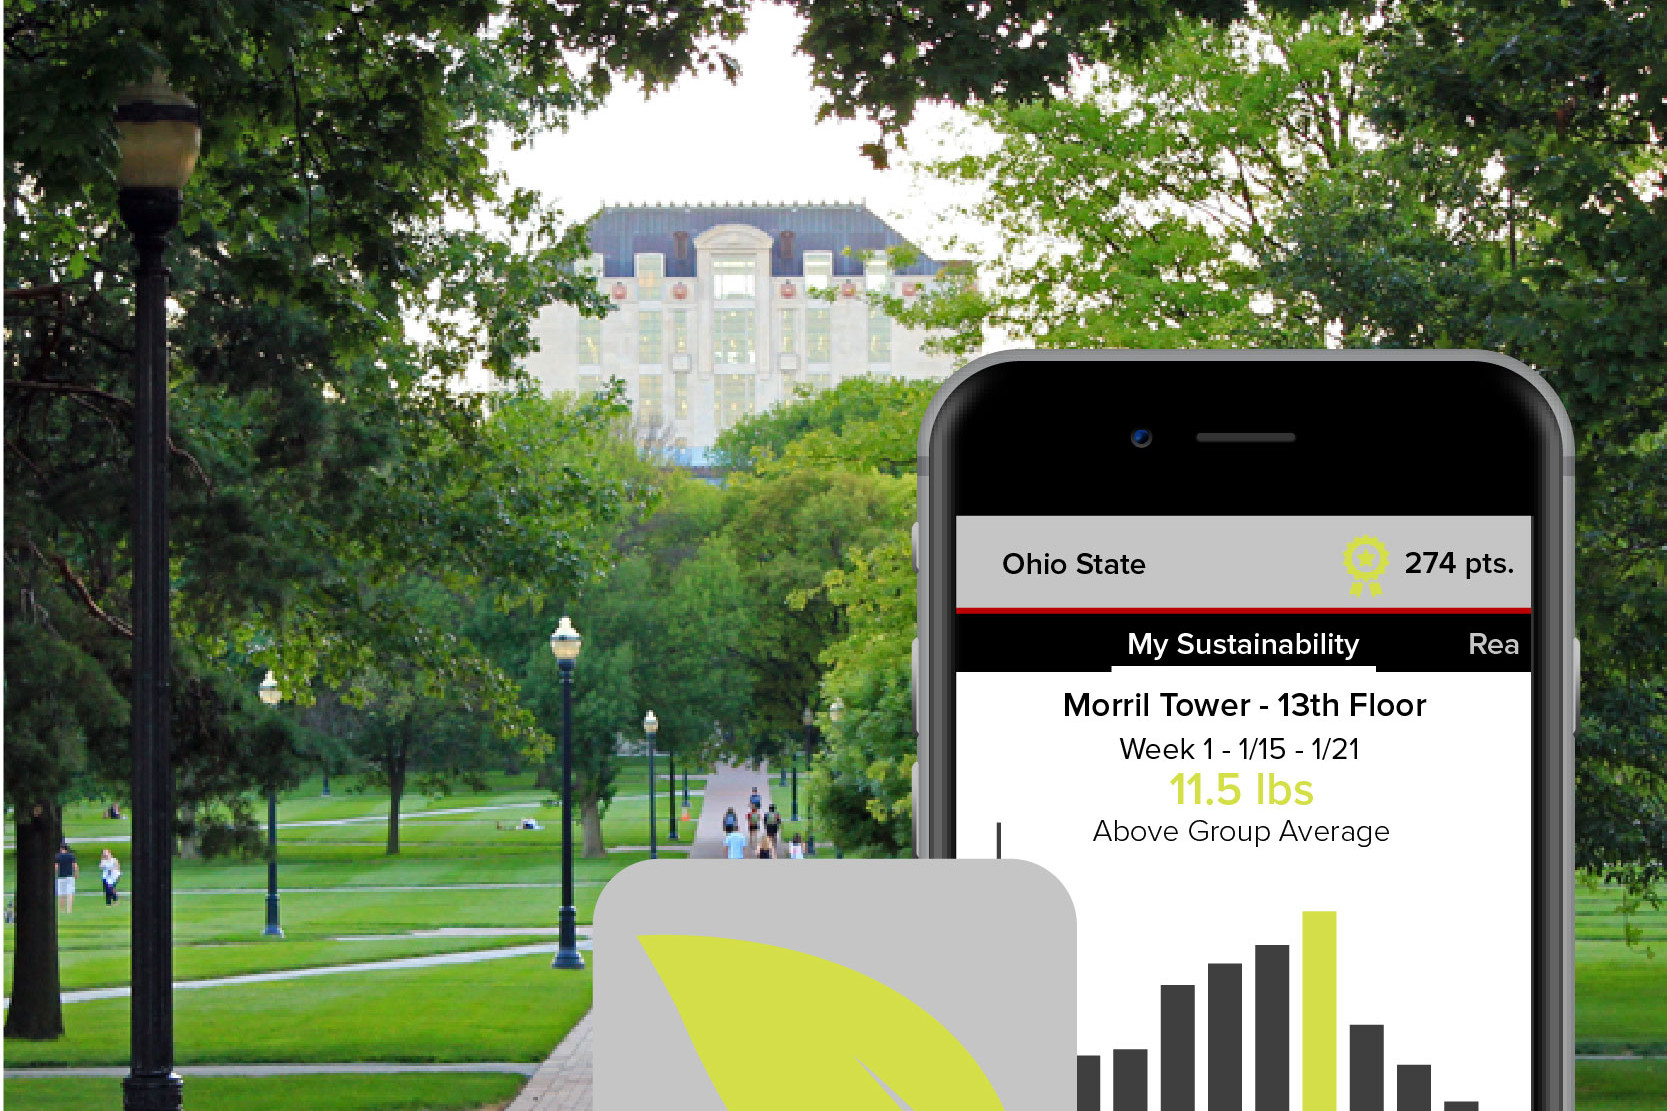 Ohio State
274 pts.
My Sustainability
Rea
Morril Tower - 13th Floor
Week 1 - 1/15 - 1/21
11.5 lbs
Above Group Average